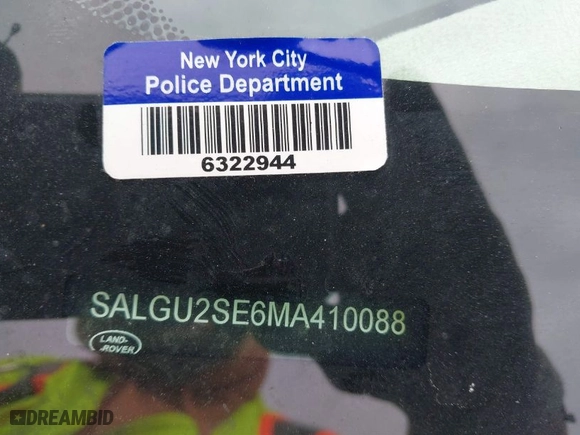 New York City
Police Department
6322944
SALGU2SE6MA410088
LAND-
-ROVER
DREAMBID